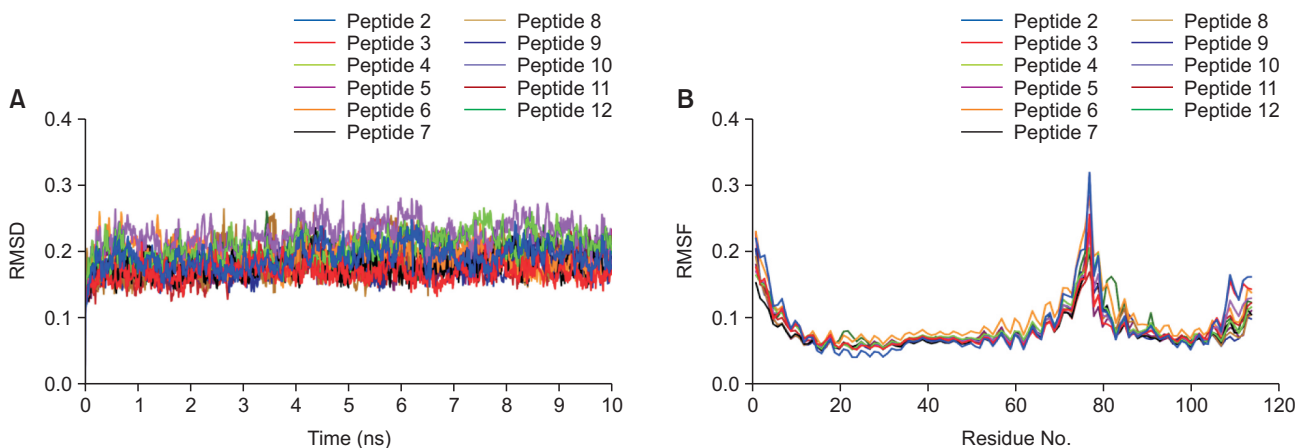 A
Peptide 2
Peptide 3
Peptide 4
Peptide 5
Peptide 6
Peptide 7
Peptide 8
Peptide 9
Peptide 10
Peptide 11
Peptide 12
0.4
0.3
0.2
0.1
0.0
RMSD
0 1 2 3 4 5 6 7 8 9 10
Time (ns)
B
Peptide 2
Peptide 3
Peptide 4
Peptide 5
Peptide 6
Peptide 7
Peptide 8
Peptide 9
Peptide 10
Peptide 11
Peptide 12
0.4
0.3
0.2
0.1
0.0
RMSF
0 20 40 60 80 100 120
Residue No.